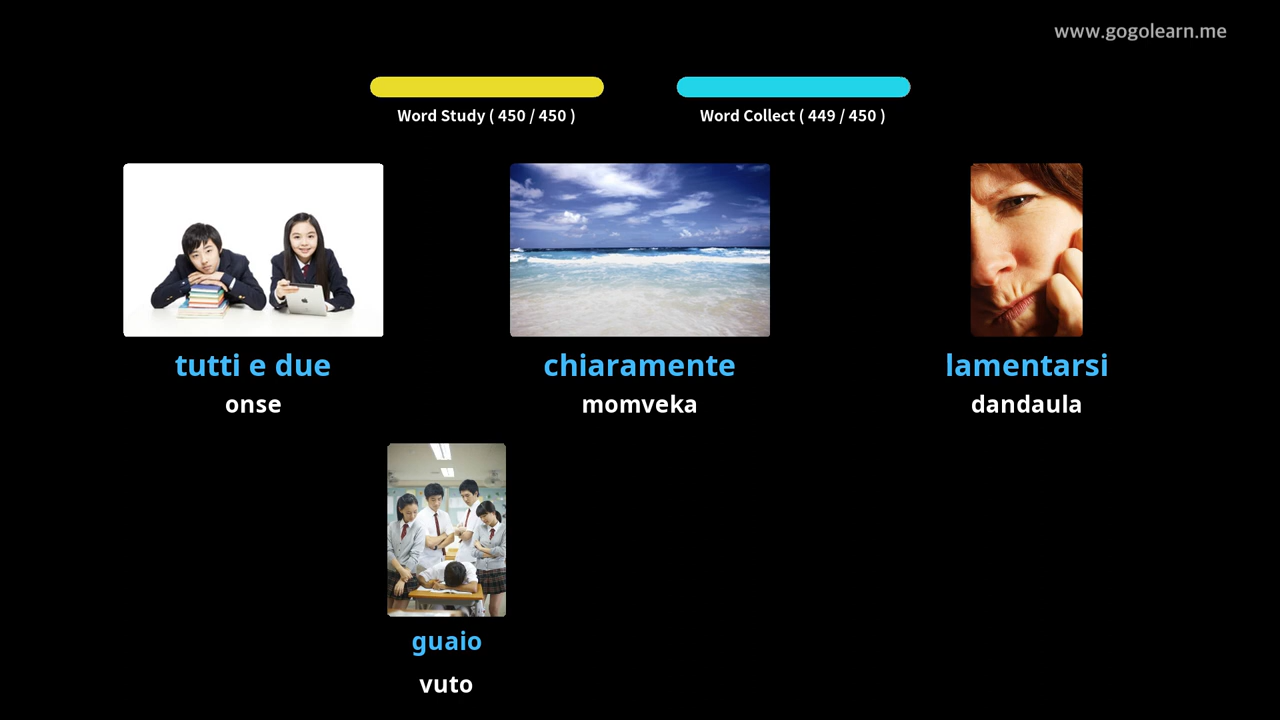 www.gogolearn.me
Word Study ( 450 / 450 )
Word Collect ( 449 / 450 )
tutti e due
onse
chiaramente
momveka
lamentarsi
dandaula
guaio
vuto